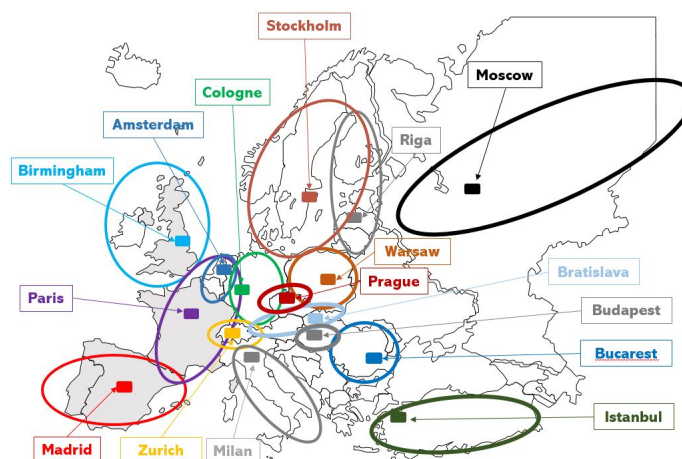 Stockholm
Moscow
Cologne
Amsterdam
Riga
Birmingham
Warsaw
Prague
Bratislava
Paris
Budapest
Bucarest
Istanbul
Madrid
Zurich
Milan